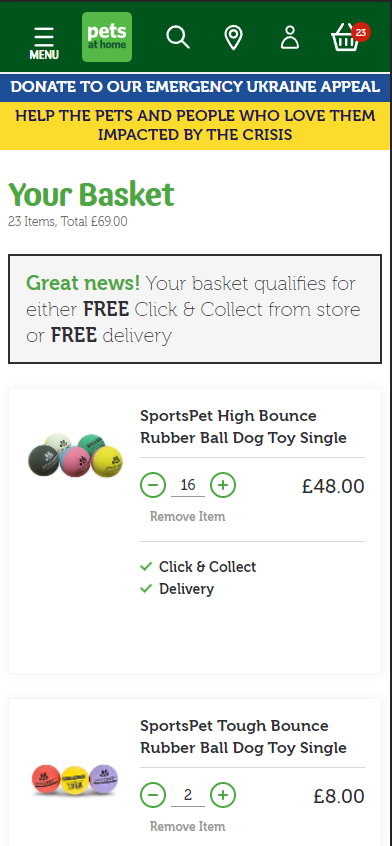 MENU
pets
at home
23
DONATE TO OUR EMERGENCY UKRAINE APPEAL
HELP THE PETS AND PEOPLE WHO LOVE THEM
IMPACTED BY THE CRISIS
Your Basket
23 Items, Total £69.00
Great news! Your basket qualifies for
either FREE Click & Collect from store
or FREE delivery
SportsPet High Bounce
Rubber Ball Dog Toy Single
16
£48.00
Remove Item
Click & Collect
Delivery
SportsPet Tough Bounce
Rubber Ball Dog Toy Single
2
£8.00
Remove Item